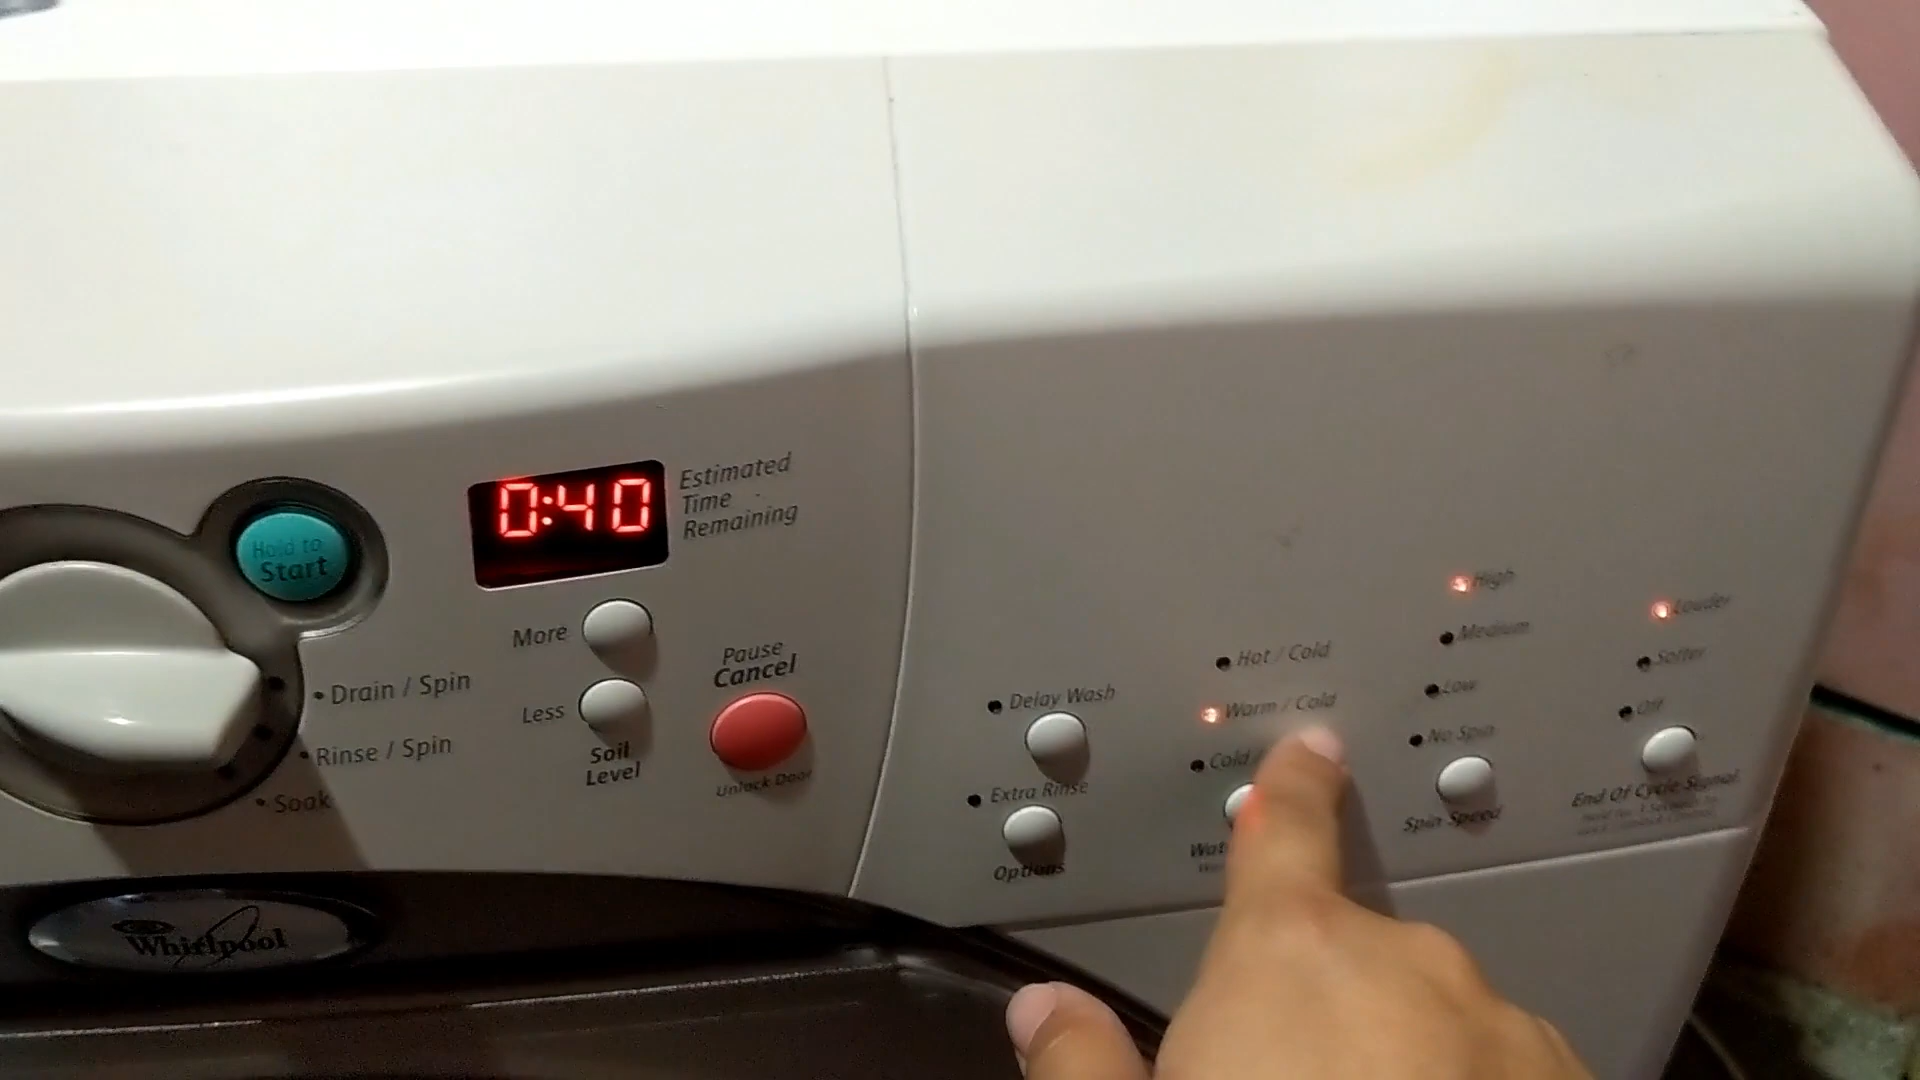 Hold to
Start
0:40
Estimated
Time
Remaining
More
Less
Soil
Level
Pause
Cancel
Unlock Door
Drain / Spin
Rinse / Spin
Soak
Whirlpool
Delay Wash
Extra Rinse
Options
Hot / Cold
Warm / Cold
Cold /
High
Medium
Low
No Spin
Spin Speed
Louder
Softer
Off
End Of Cycle Signal